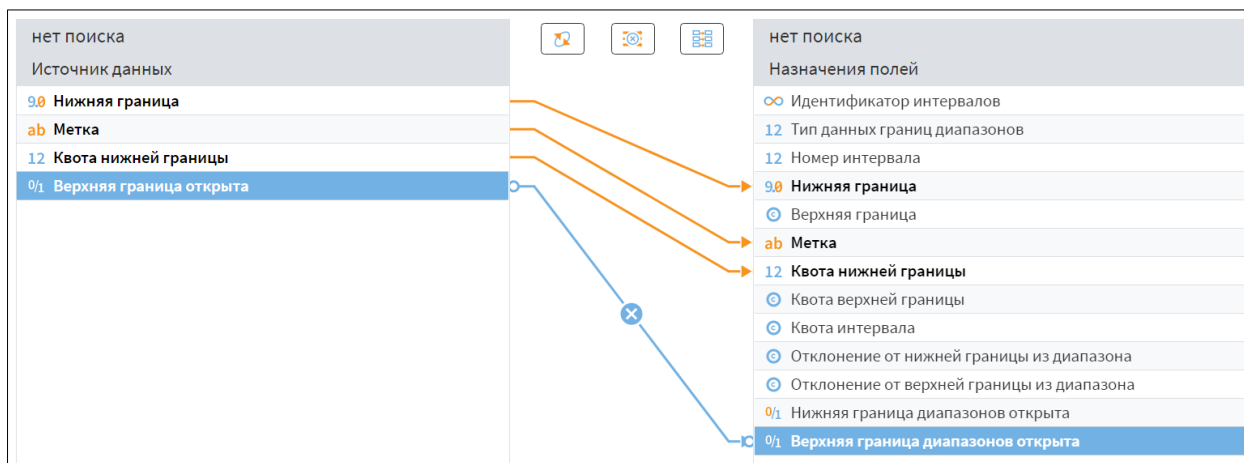 нет поиска
Источник данных
9.0 Нижняя граница
ab Метка
12 Квота нижней границы
0/1 Верхняя граница открыта
нет поиска
Назначения полей
Идентификатор интервалов
12 Тип данных границ диапазонов
12 Номер интервала
9.0 Нижняя граница
C Верхняя граница
ab Метка
12 Квота нижней границы
C Квота верхней границы
C Квота интервала
C Отклонение от нижней границы из диапазона
C Отклонение от верхней границы из диапазона
0/1 Нижняя граница диапазонов открыта
0/1 Верхняя граница диапазонов открыта